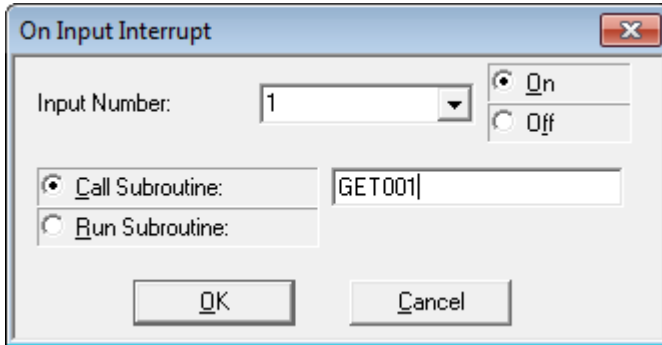 On Input Interrupt
Input Number: 1 On
Off
Call Subroutine: GET001
Run Subroutine:
OK Cancel